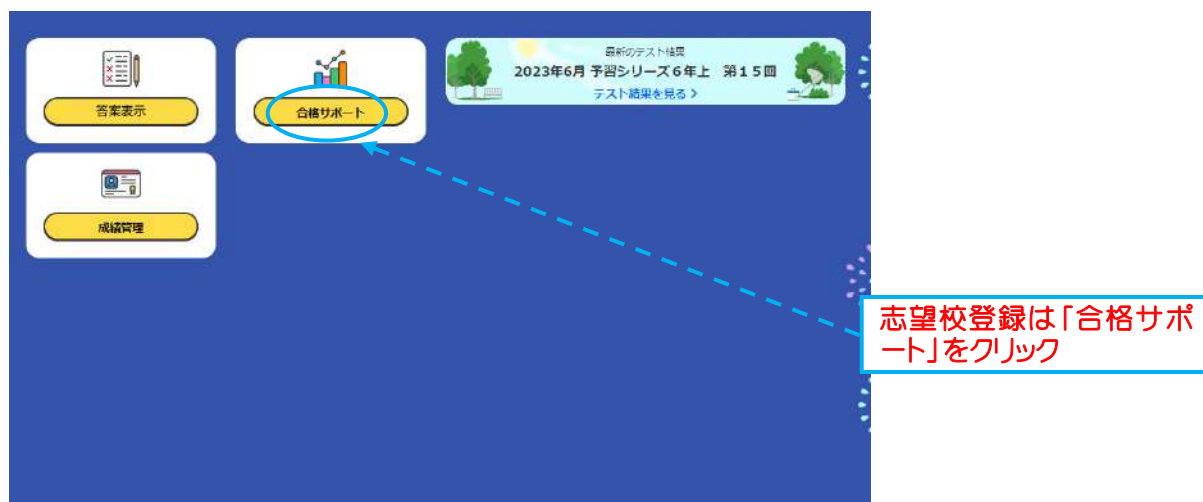 答案表示
合格サポート
最新のテスト結果
2023年6月 予習シリーズ6年上 第15回
テスト結果を見る >
成績管理
志望校登録は「合格サポ
ート」をクリック